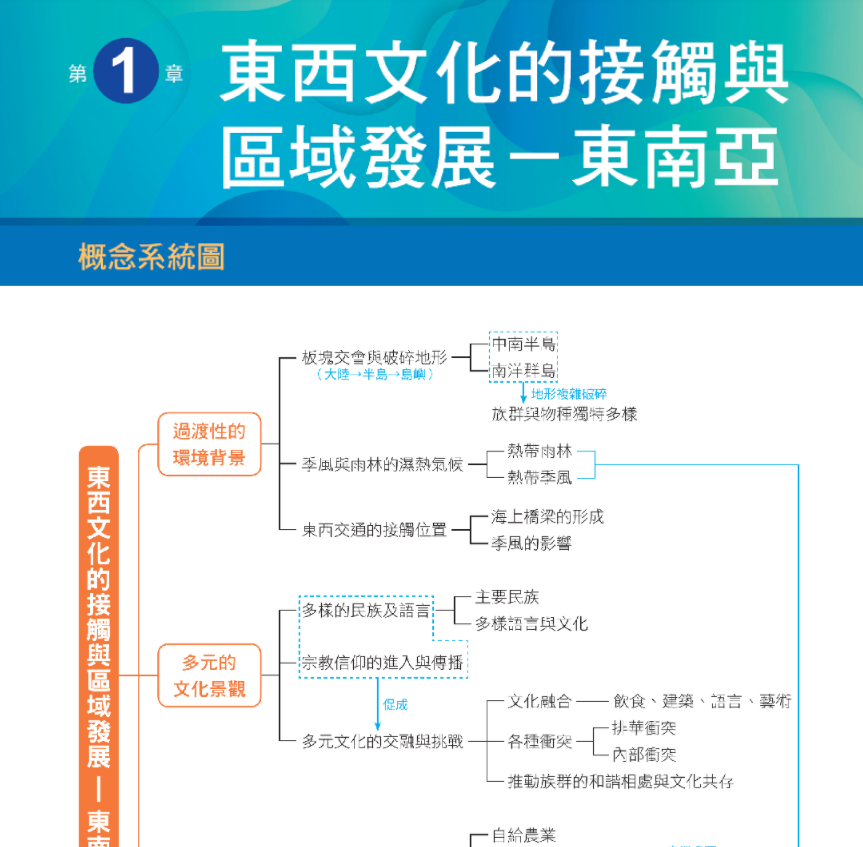 第1章
東西文化的接觸與
區域發展－東南亞
概念系統圖
東西文化的接觸與區域發展－東南
過渡性的
環境背景
板塊交會與破碎地形
（大陸→半島→島嶼）
中南半島
南洋群島
地形複雜破碎
族群與物種獨特多樣
季風與雨林的濕熱氣候
熱帶雨林
熱帶季風
東西交通的接觸位置
海上橋梁的形成
季風的影響
多元的
文化景觀
多樣的民族及語言
主要民族
多樣語言與文化
宗教信仰的進入與傳播
促成
多元文化的交融與挑戰
文化融合
飲食、建築、語言、藝術
各種衝突
排華衝突
內部衝突
推動族群的和諧相處與文化共存
自給農業